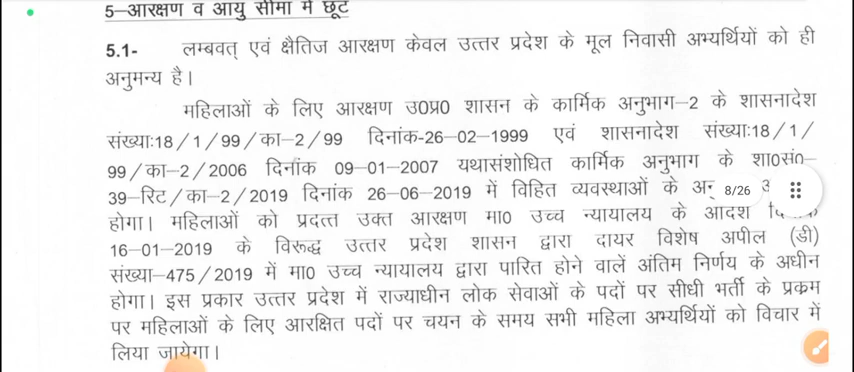 5–आरक्षण व आयु सीमा में छूट
5.1- लम्बवत् एवं क्षैतिज आरक्षण केवल उत्तर प्रदेश के मूल निवासी अभ्यर्थियों को ही
अनुमन्य है।
महिलाओं के लिए आरक्षण उ0प्र0 शासन के कार्मिक अनुभाग–2 के शासनादेश
संख्या:18/1/99/का–2/99 दिनांक-26–02–1999 एवं शासनादेश संख्या:18/1/
99/का–2/2006 दिनांक 09–01–2007 यथासंशोधित कार्मिक अनुभाग के शा0सं0–
39–रिट/का–2/2019 दिनांक 26–06–2019 में विहित व्यवस्थाओं के 8/26
होगा। महिलाओं को प्रदत्त उक्त आरक्षण मा0 उच्च न्यायालय के आदेश
16–01–2019 के विरूद्ध उत्तर प्रदेश शासन द्वारा दायर विशेष अपील (डी)
संख्या–475/2019 में मा0 उच्च न्यायालय द्वारा पारित होने वालें अंतिम निर्णय के अधीन
होगा। इस प्रकार उत्तर प्रदेश में राज्याधीन लोक सेवाओं के पदों पर सीधी भर्ती के प्रक्रम
पर महिलाओं के लिए आरक्षित पदों पर चयन के समय सभी महिला अभ्यर्थियों को विचार में
लिया जायेगा।